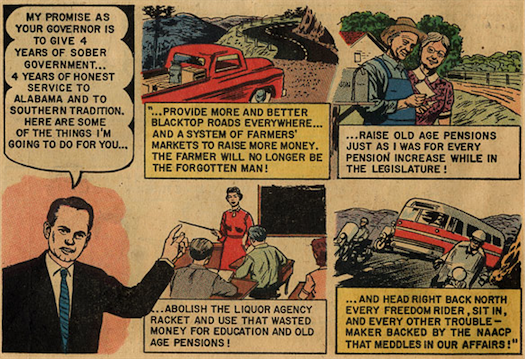 MY PROMISE AS
YOUR GOVERNOR IS
TO GIVE 4
YEARS OF SOBER
GOVERNMENT...
4 YEARS OF HONEST
SERVICE TO
ALABAMA AND TO
SOUTHERN TRADITION.
HERE ARE SOME
OF THE THINGS I'M
GOING TO DO FOR YOU...
"...PROVIDE MORE AND BETTER
BLACKTOP ROADS EVERYWHERE...
AND A SYSTEM OF FARMERS'
MARKETS TO RAISE MORE MONEY.
THE FARMER WILL NO LONGER BE
THE FORGOTTEN MAN!
...RAISE OLD AGE PENSIONS
JUST AS I WAS FOR EVERY
PENSION INCREASE WHILE IN
THE LEGISLATURE!
...ABOLISH THE LIQUOR AGENCY
RACKET AND USE THAT WASTED
MONEY FOR EDUCATION AND OLD
AGE PENSIONS!
...AND HEAD RIGHT BACK NORTH
EVERY FREEDOM RIDER, SIT IN,
AND EVERY OTHER TROUBLE-
MAKER BACKED BY THE NAACP
THAT MEDDLES IN OUR AFFAIRS!"